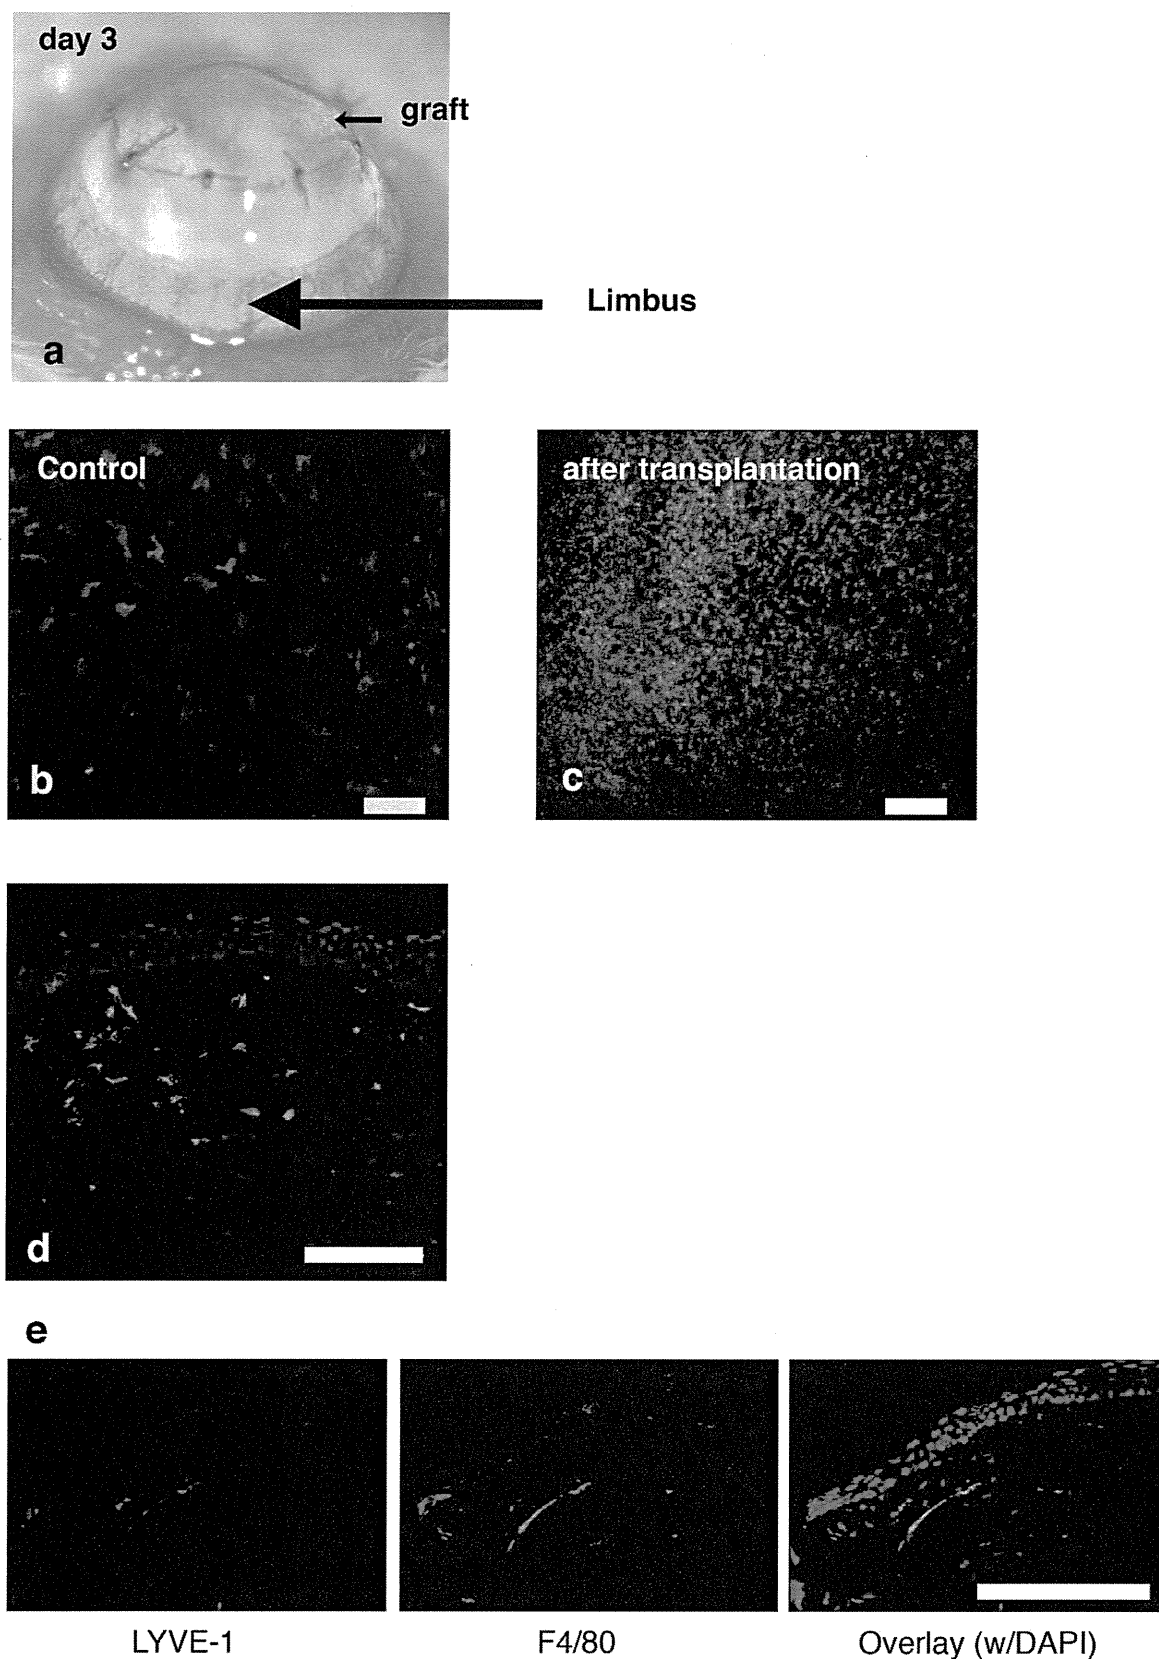 day 3
graft
Limbus
a
Control
after transplantation
b
c
d
e
LYVE-1
F4/80
Overlay (w/DAPI)